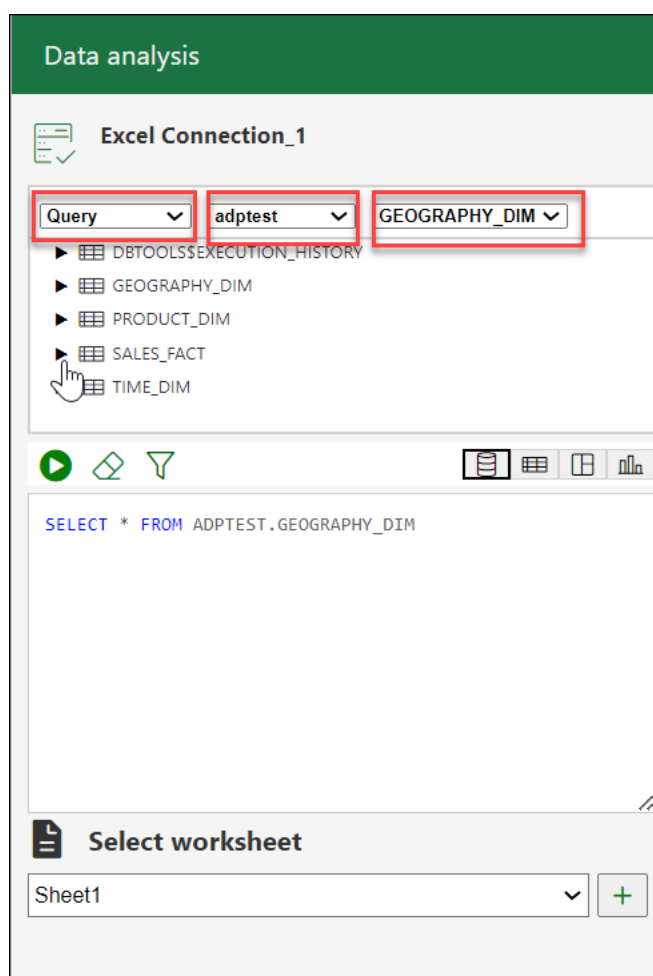 Data analysis
Excel Connection_1
Query adptest GEOGRAPHY_DIM
DBTOOLS$EXECUTION_HISTORY
GEOGRAPHY_DIM
PRODUCT_DIM
SALES_FACT
TIME_DIM
SELECT * FROM ADPTEST.GEOGRAPHY_DIM
Select worksheet
Sheet1